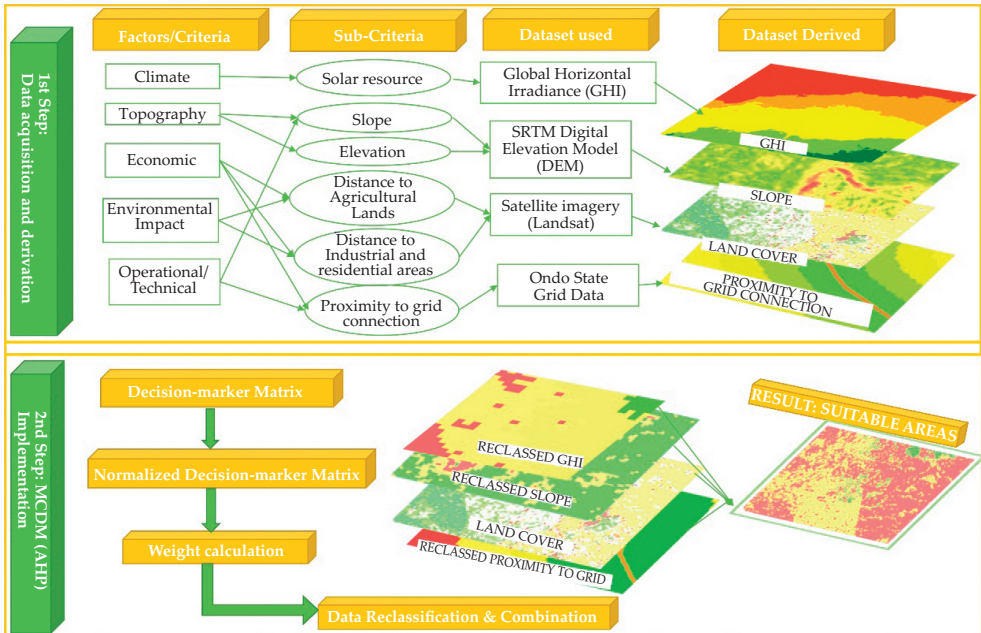 1st Step:
Data acquisition and derivation
Factors/Criteria
Sub-Criteria
Dataset used
Dataset Derived
Climate
Topography
Economic
Environmental
Impact
Operational/
Technical
Solar resource
Slope
Elevation
Distance to
Agricultural
Lands
Distance to
Industrial and
residential areas
Proximity to grid
connection
Global Horizontal
Irradiance (GHI)
SRTM Digital
Elevation Model
(DEM)
Satellite imagery
(Landsat)
Ondo State
Grid Data
GHI
SLOPE
LAND COVER
PROXIMITY TO
GRID CONNECTION
2nd Step: MCDM (AHP)
Implementation
Decision-marker Matrix
Normalized Decision-marker Matrix
Weight calculation
Data Reclassification & Combination
RECLASSED GHI
RECLASSED SLOPE
LAND COVER
RECLASSED PROXIMITY TO GRID
RESULT: SUITABLE AREAS